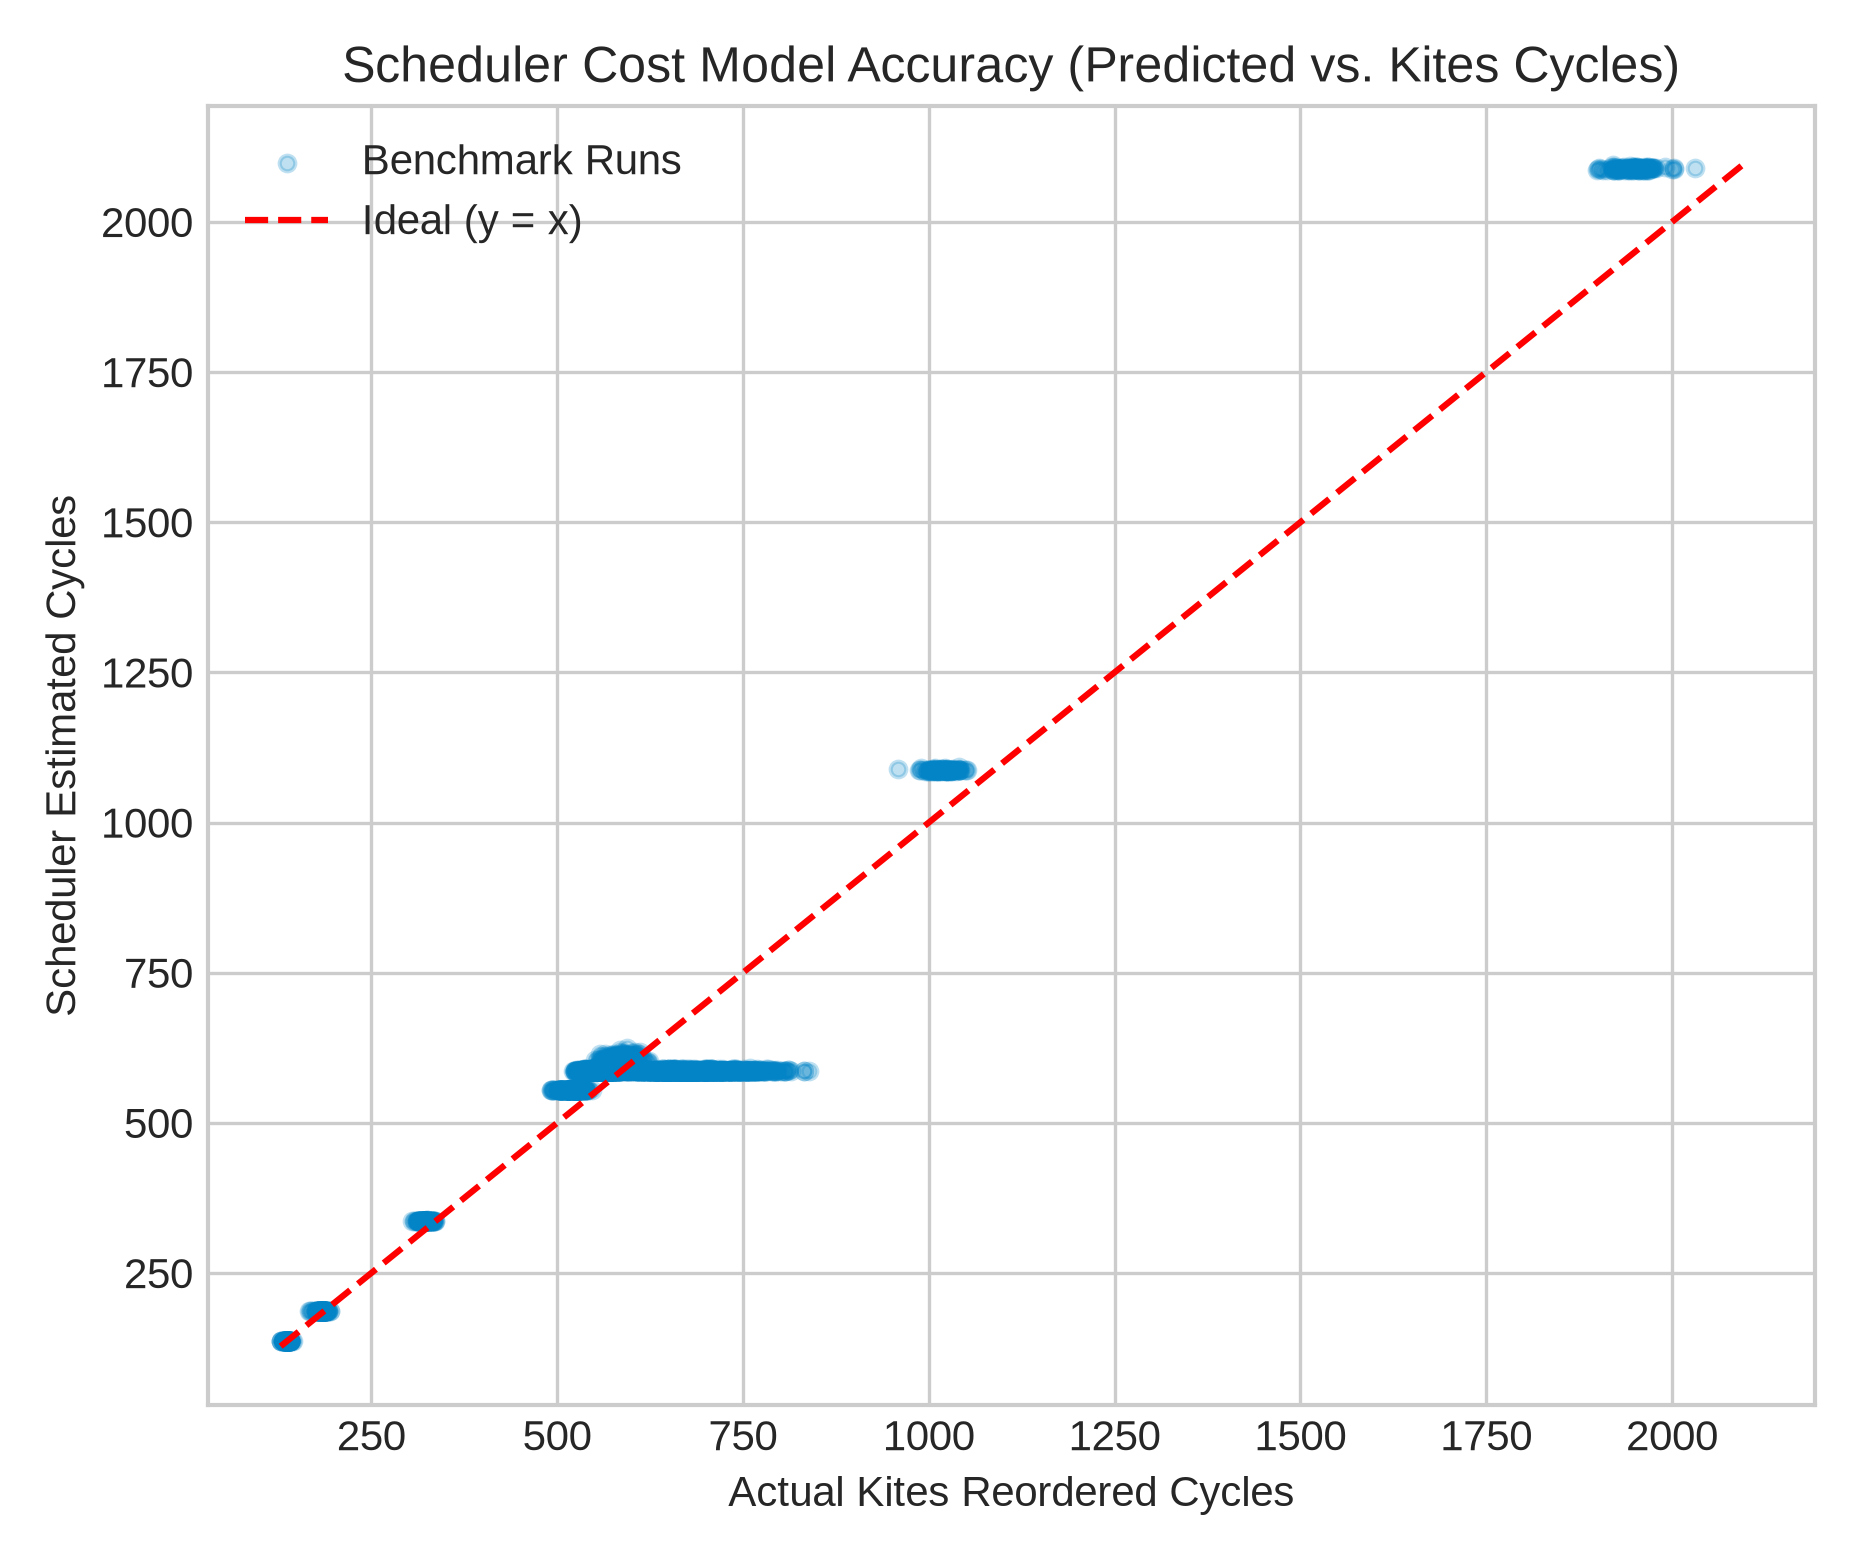 Scheduler Cost Model Accuracy (Predicted vs. Kites Cycles)
Benchmark Runs
Ideal (y = x)
Scheduler Estimated Cycles
2000
1750
1500
1250
1000
750
500
250
250 500 750 1000 1250 1500 1750 2000
Actual Kites Reordered Cycles